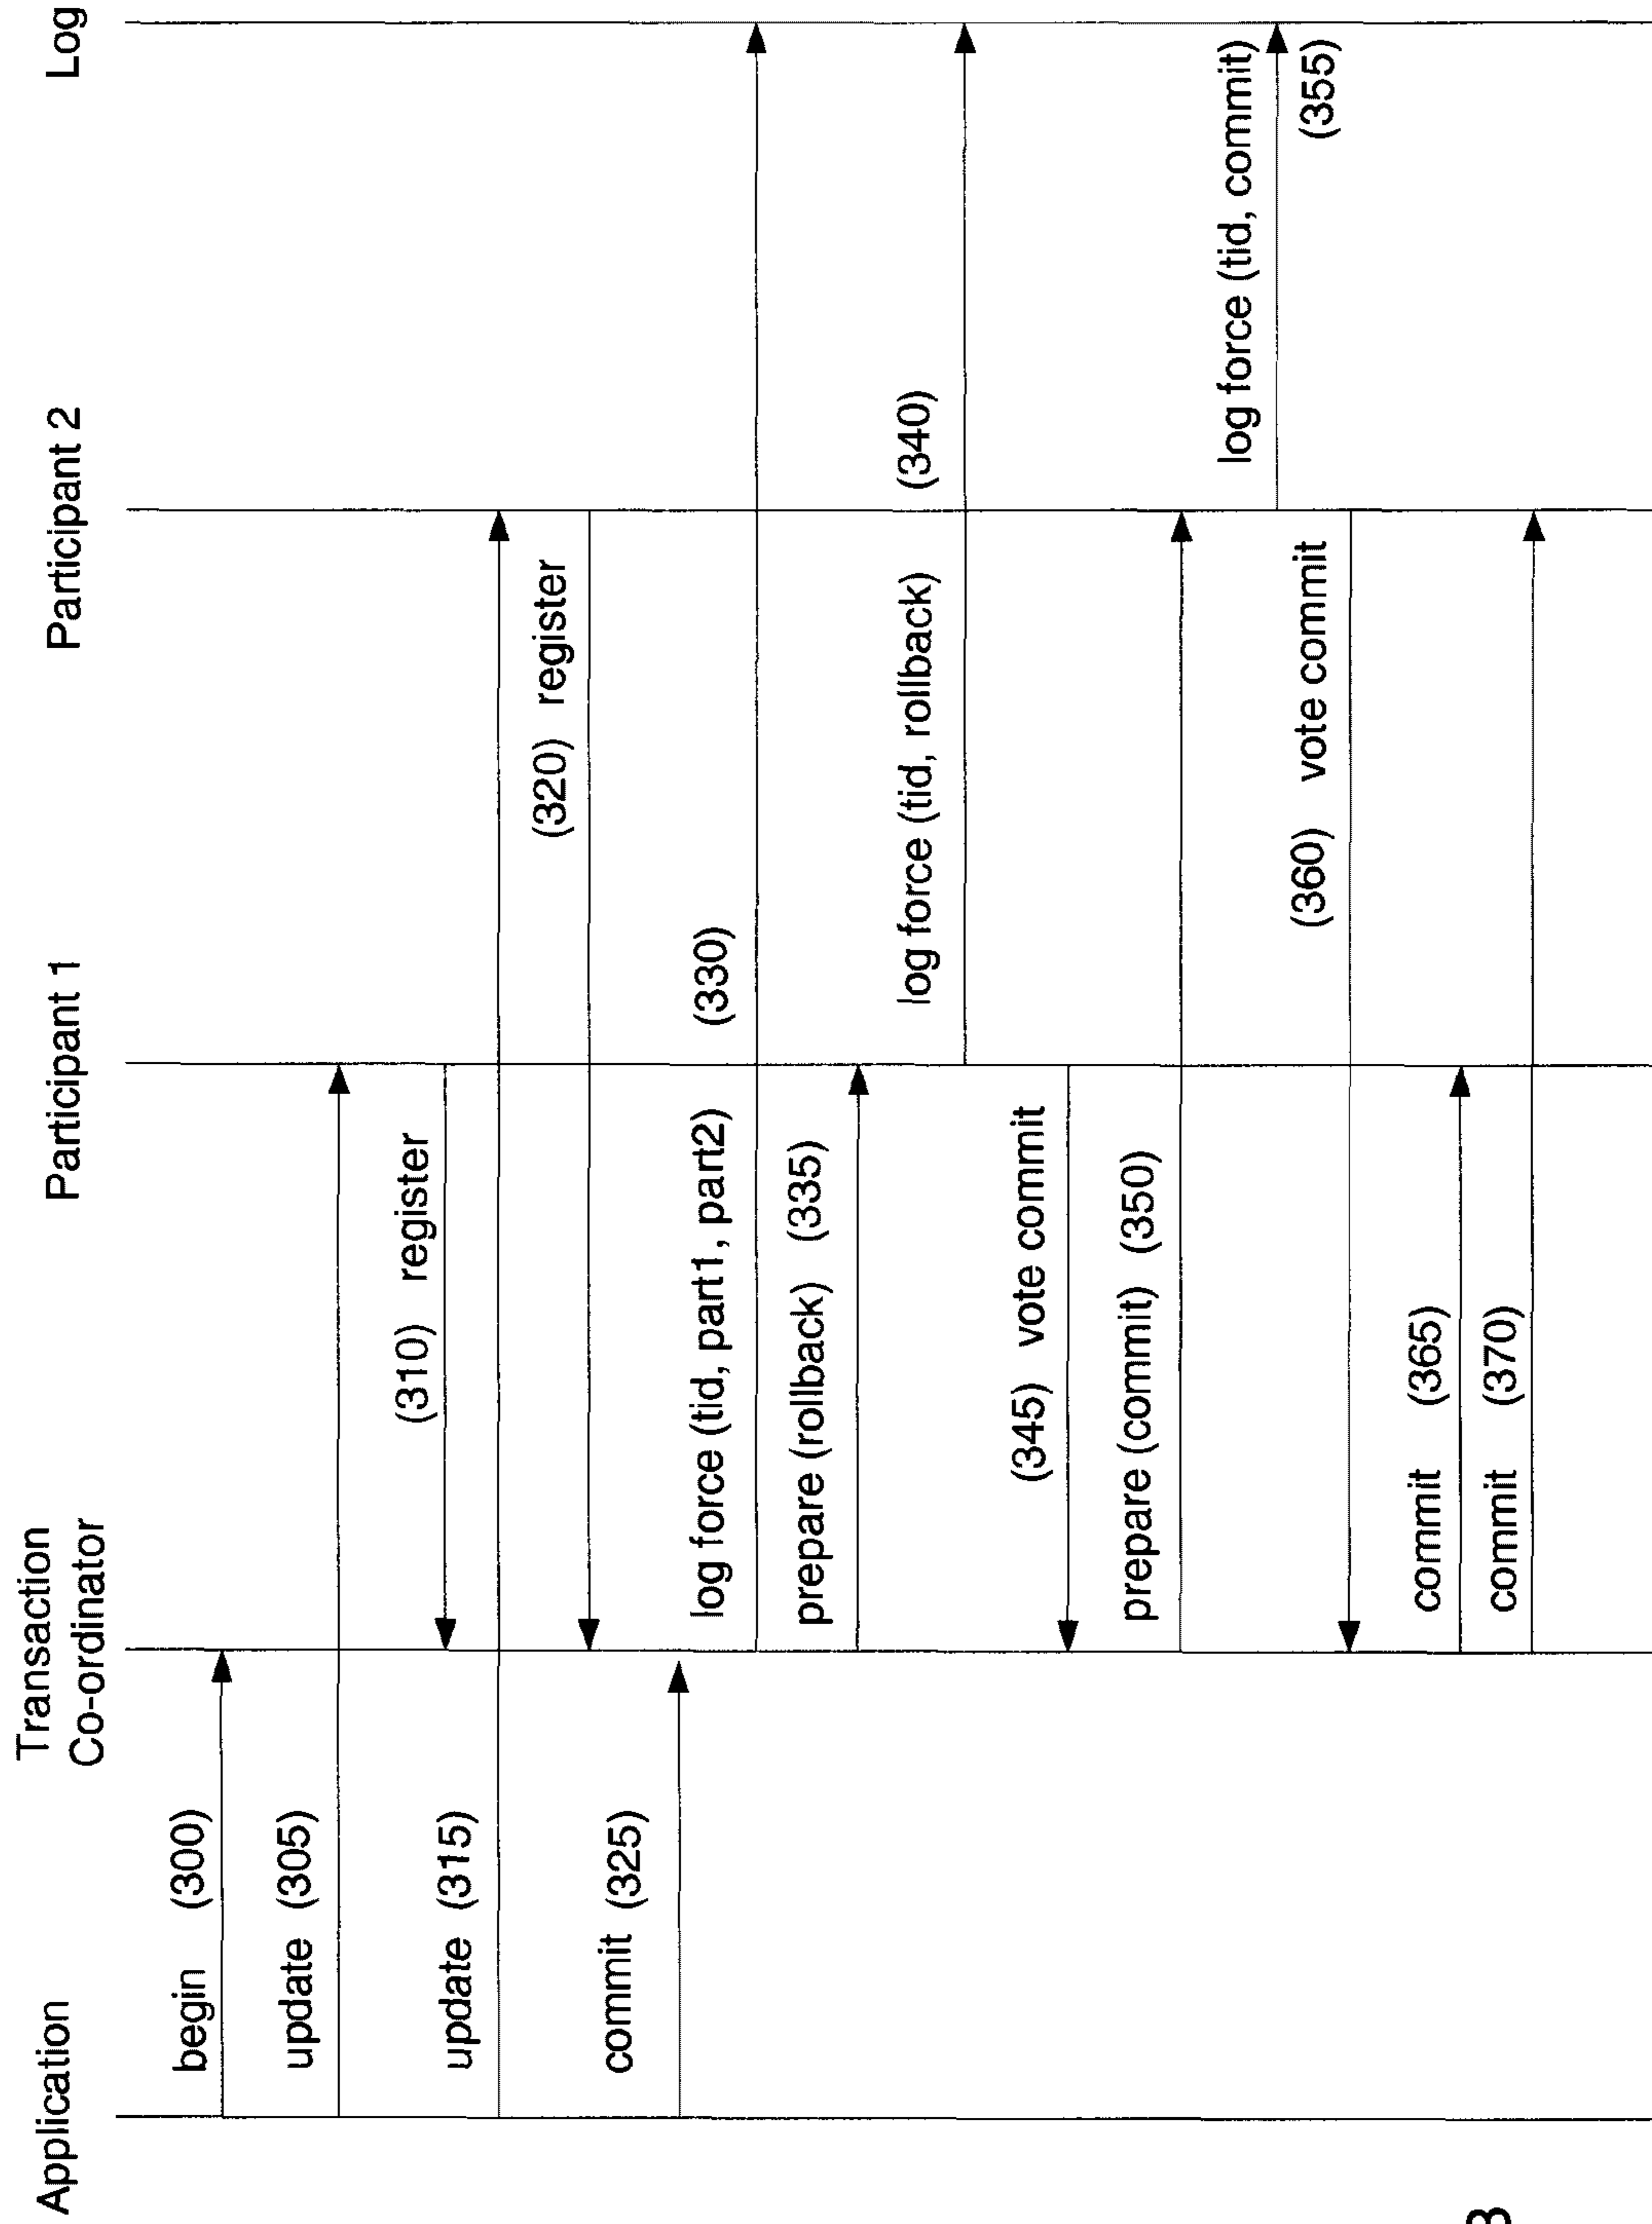 Application
Transaction
Co-ordinator
Participant 1
Participant 2
Log
begin (300)
update (305)
(310) register
update (315)
(320) register
commit (325)
log force (tid, part1, part2) (330)
prepare (rollback) (335)
log force (tid, rollback) (340)
(345) vote commit
prepare (commit) (350)
log force (tid, commit)
(355)
(360) vote commit
commit (365)
commit (370)
3